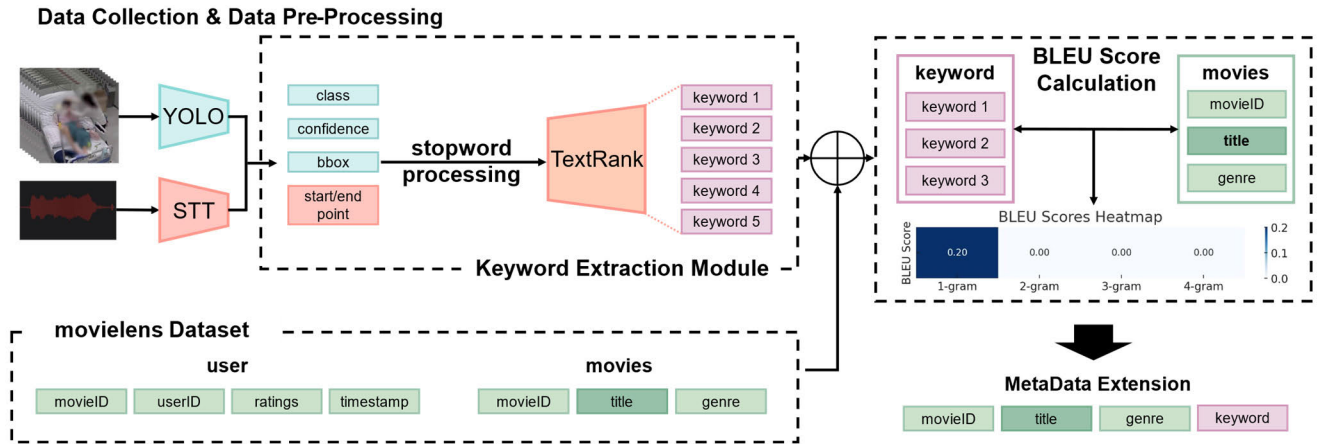 Data Collection & Data Pre-Processing
YOLO
STT
class
confidence
bbox
start/end
point
stopword
processing
TextRank
keyword 1
keyword 2
keyword 3
keyword 4
keyword 5
Keyword Extraction Module
movielens Dataset
user
movieID
userID
ratings
timestamp
movies
movieID
title
genre
BLEU Score
Calculation
keyword
keyword 1
keyword 2
keyword 3
movies
movieID
title
genre
BLEU Scores Heatmap
BLEU Score
0.20
0.00
0.00
0.00
1-gram
2-gram
3-gram
4-gram
0.2
0.1
0.0
MetaData Extension
movieID
title
genre
keyword